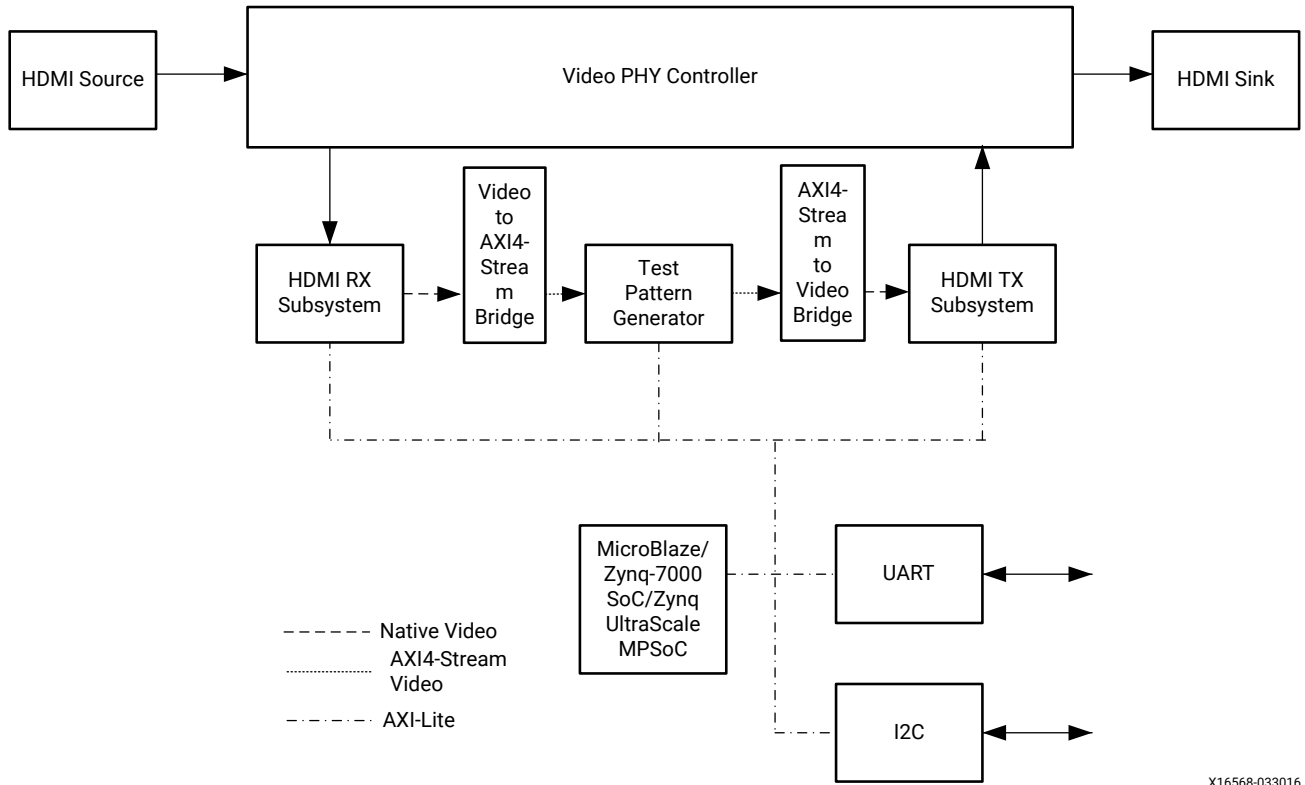 HDMI Source
Video PHY Controller
HDMI Sink
HDMI RX
Subsystem
Video
to
AXI4-
Strea
m
Bridge
Test
Pattern
Generator
AXI4-
Strea
m
to
Video
Bridge
HDMI TX
Subsystem
MicroBlaze/
Zynq-7000
SoC/Zynq
UltraScale
MPSoC
UART
I2C
Native Video
AXI4-Stream
Video
AXI-Lite
X16568-033016